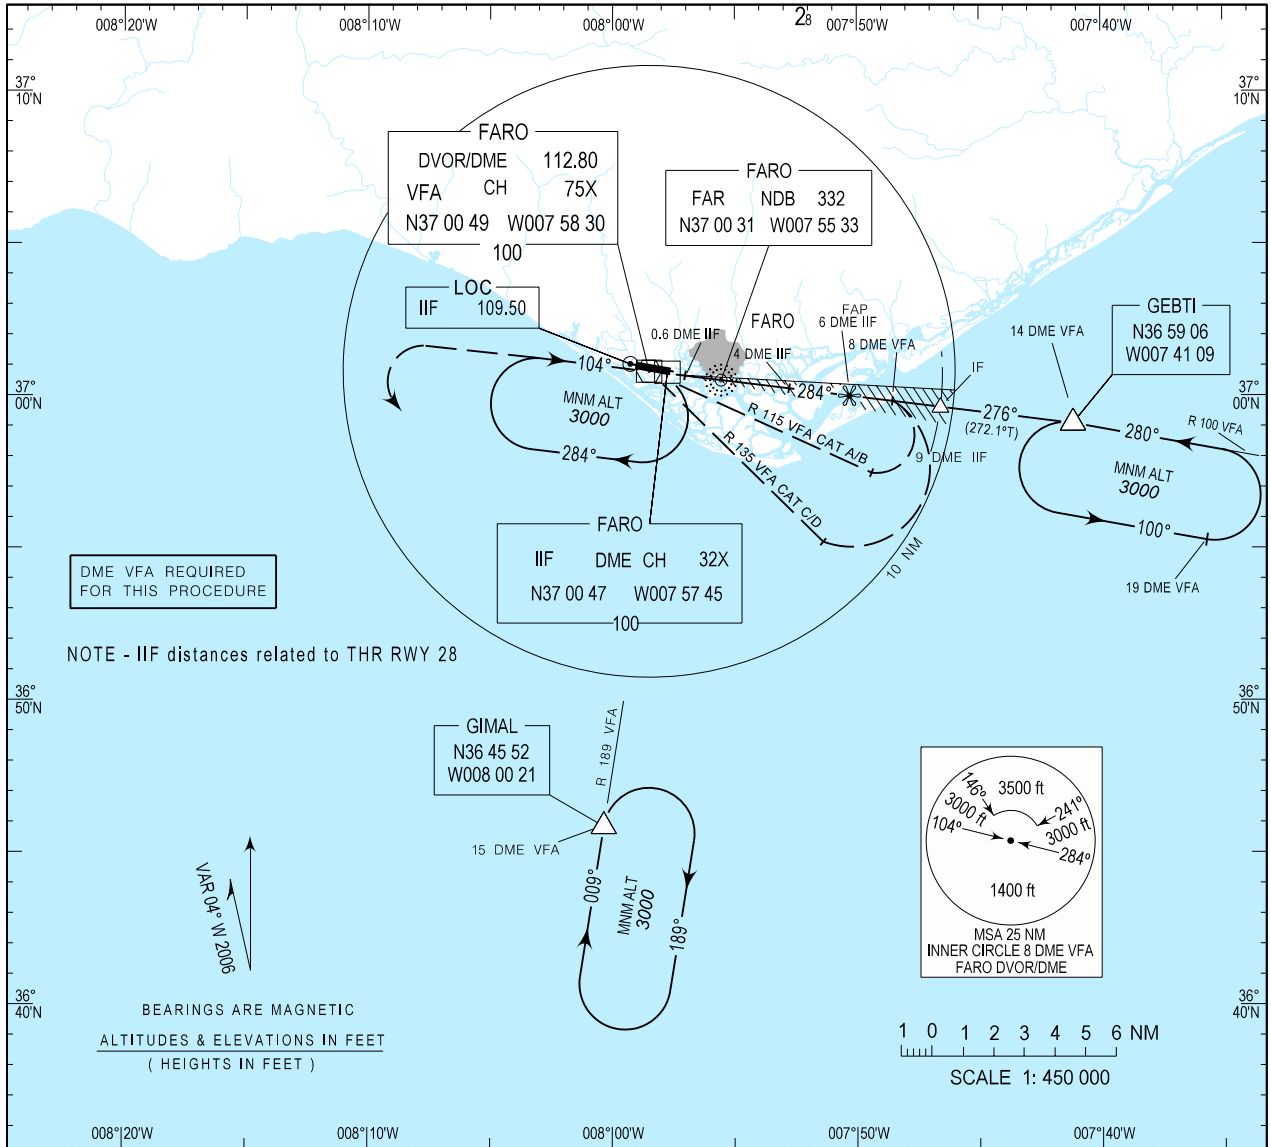 008°20'W
008°10'W
008°00'W
28
007°50'W
007°40'W
37°
10'N
37°
10'N
FARO
DVOR/DME 112.80
VFA CH 75X
N37 00 49 W007 58 30
100
FARO
FAR NDB 332
N37 00 31 W007 55 33
LOC
IIF 109.50
GEBTI
N36 59 06
W007 41 09
0.6 DME IIF
FARO
FAP
6 DME IIF
4 DME IIF
8 DME VFA
14 DME VFA
IF
37°
00'N
37°
00'N
104°
MNM ALT
3000
284°
284°
276°
(272.1°T)
280°
R 100 VFA
R 115 VFA CAT A/B
R 135 VFA CAT C/D
9 DME IIF
MNM ALT
3000
100°
19 DME VFA
10 NM
FARO
IIF DME CH 32X
N37 00 47 W007 57 45
100
DME VFA REQUIRED
FOR THIS PROCEDURE
NOTE - IIF distances related to THR RWY 28
36°
50'N
36°
50'N
GIMAL
N36 45 52
W008 00 21
R 189 VFA
15 DME VFA
009°
MNM ALT
3000
189°
146°
3500 ft
241°
3000 ft
3000 ft
104°
284°
1400 ft
MSA 25 NM
INNER CIRCLE 8 DME VFA
FARO DVOR/DME
VAR 04° W 2006
36°
40'N
36°
40'N
BEARINGS ARE MAGNETIC
ALTITUDES & ELEVATIONS IN FEET
( HEIGHTS IN FEET )
1 0 1 2 3 4 5 6 NM
SCALE 1: 450 000
008°20'W
008°10'W
008°00'W
007°50'W
007°40'W